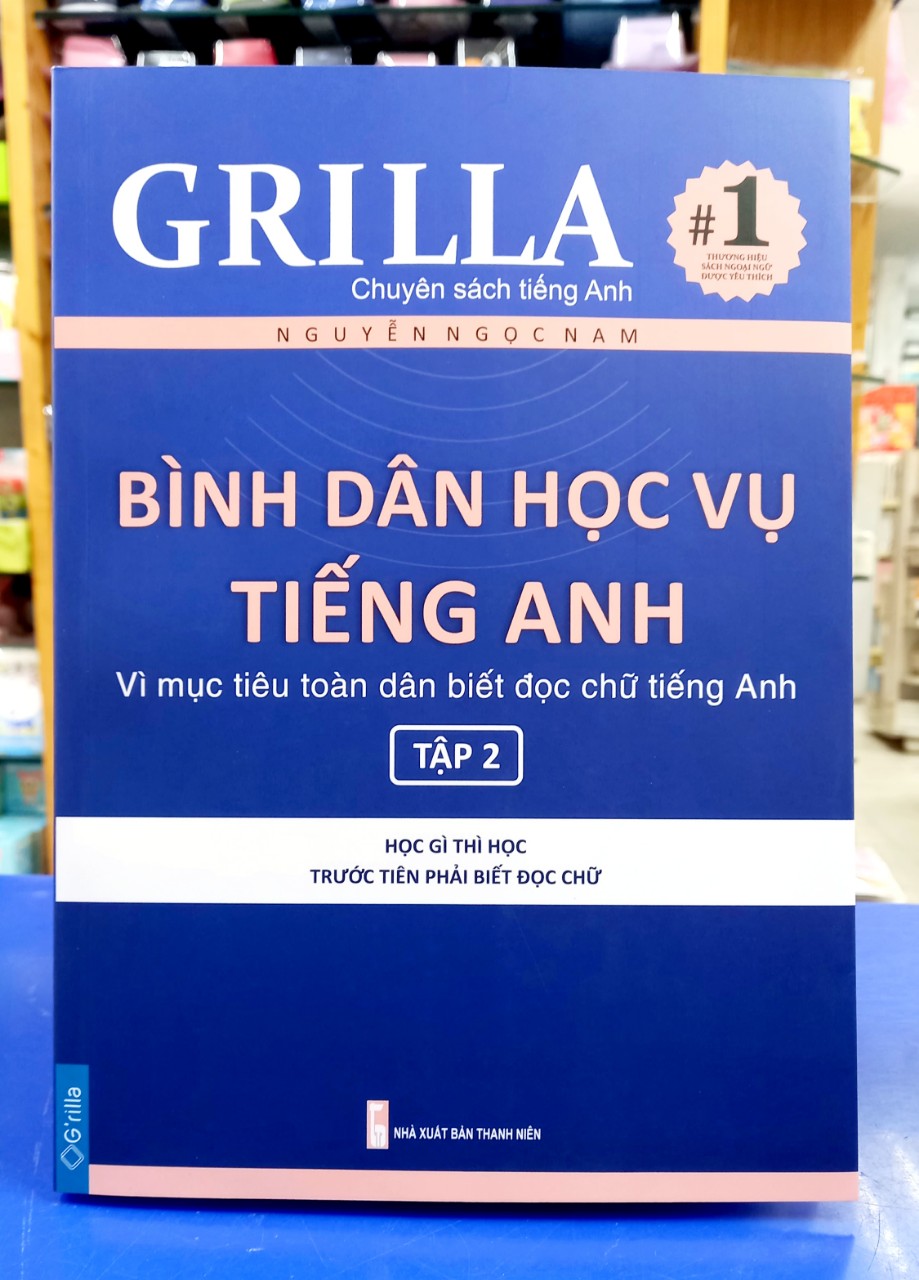 GRILLA
Chuyên sách tiếng Anh
#1
THƯƠNG HIỆU
SÁCH NGOẠI NGỮ
ĐƯỢC YÊU THÍCH
NGUYỄN NGỌC NAM
BÌNH DÂN HỌC VỤ
TIẾNG ANH
Vì mục tiêu toàn dân biết đọc chữ tiếng Anh
TẬP 2
HỌC GÌ THÌ HỌC
TRƯỚC TIÊN PHẢI BIẾT ĐỌC CHỮ
G'rilla
NHÀ XUẤT BẢN THANH NIÊN